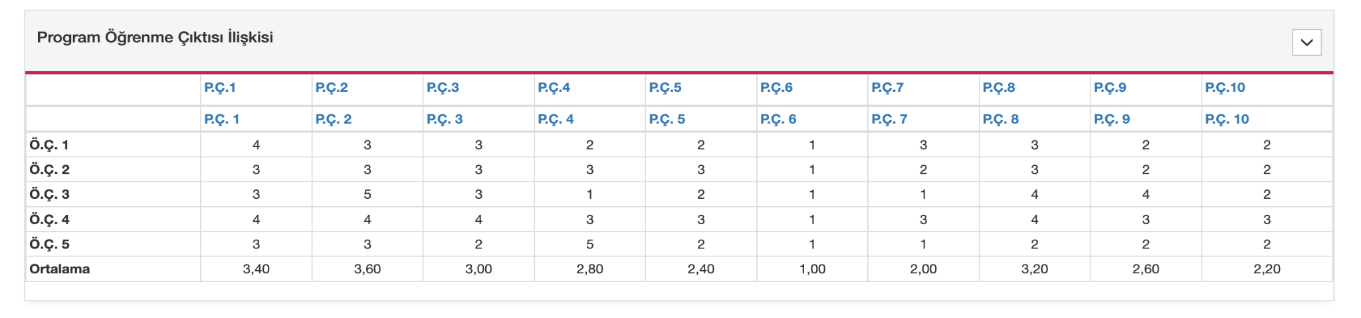 Program Öğrenme Çıktısı İlişkisi
P.Ç.1 P.Ç.2 P.Ç.3 P.Ç.4 P.Ç.5 P.Ç.6 P.Ç.7 P.Ç.8 P.Ç.9 P.Ç.10
P.Ç. 1 P.Ç. 2 P.Ç. 3 P.Ç. 4 P.Ç. 5 P.Ç. 6 P.Ç. 7 P.Ç. 8 P.Ç. 9 P.Ç. 10
Ö.Ç. 1 4 3 3 2 2 1 3 3 2 2
Ö.Ç. 2 3 3 3 3 3 1 2 3 2 2
Ö.Ç. 3 3 5 3 1 2 1 1 4 4 2
Ö.Ç. 4 4 4 4 3 3 1 3 4 3 3
Ö.Ç. 5 3 3 2 5 2 1 1 2 2 2
Ortalama 3,40 3,60 3,00 2,80 2,40 1,00 2,00 3,20 2,60 2,20